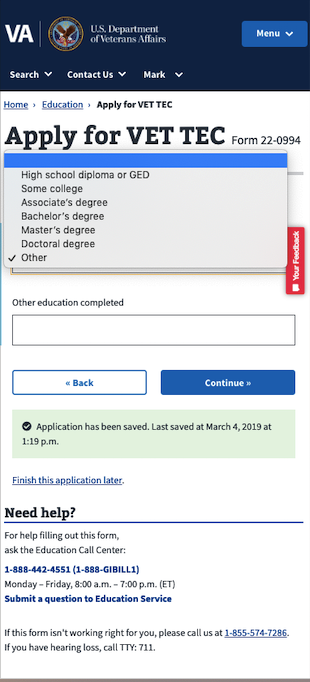 VA
U.S. Department
of Veterans Affairs
Menu
Search
Contact Us
Mark
Home › Education › Apply for VET TEC
Apply for VET TEC Form 22-0994
High school diploma or GED
Some college
Associate's degree
Bachelor's degree
Master's degree
Doctoral degree
✓ Other
Your Feedback
Other education completed
« Back
Continue »
Application has been saved. Last saved at March 4, 2019 at
1:19 p.m.
Finish this application later.
Need help?
For help filling out this form,
ask the Education Call Center:
1-888-442-4551 (1-888-GIBILL1)
Monday – Friday, 8:00 a.m. – 7:00 p.m. (ET)
Submit a question to Education Service
If this form isn't working right for you, please call us at 1-855-574-7286.
If you have hearing loss, call TTY: 711.